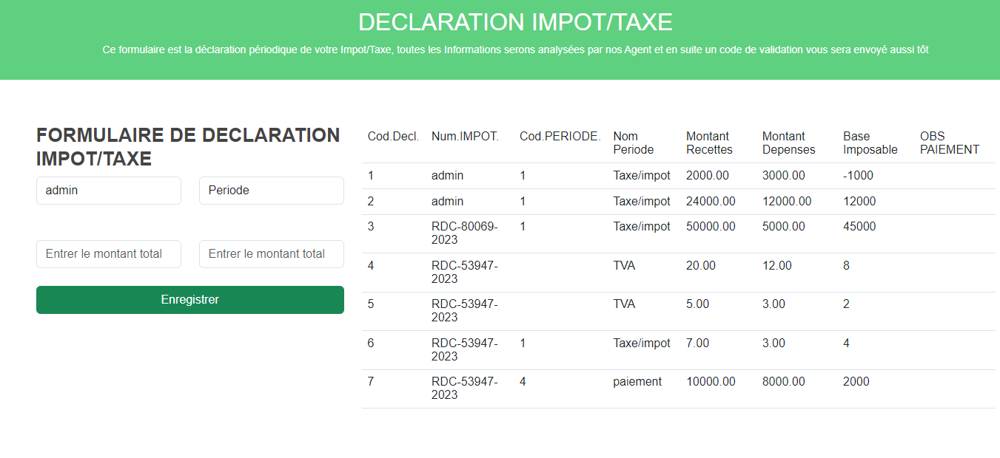 DECLARATION IMPOT/TAXE
Ce formulaire est la déclaration périodique de votre Impot/Taxe, toutes les Informations serons analysées par nos Agent et en suite un code de validation vous sera envoyé aussi tôt
FORMULAIRE DE DECLARATION
IMPOT/TAXE
admin Periode
Entrer le montant total Entrer le montant total
Enregistrer
Cod.Decl. Num.IMPOT. Cod.PERIODE. Nom Montant Montant Base OBS
Periode Recettes Depenses Imposable PAIEMENT
1 admin 1 Taxe/impot 2000.00 3000.00 -1000
2 admin 1 Taxe/impot 24000.00 12000.00 12000
3 RDC-80069- 1 Taxe/impot 50000.00 5000.00 45000
2023
4 RDC-53947- TVA 20.00 12.00 8
2023
5 RDC-53947- TVA 5.00 3.00 2
2023
6 RDC-53947- 1 Taxe/impot 7.00 3.00 4
2023
7 RDC-53947- 4 paiement 10000.00 8000.00 2000
2023